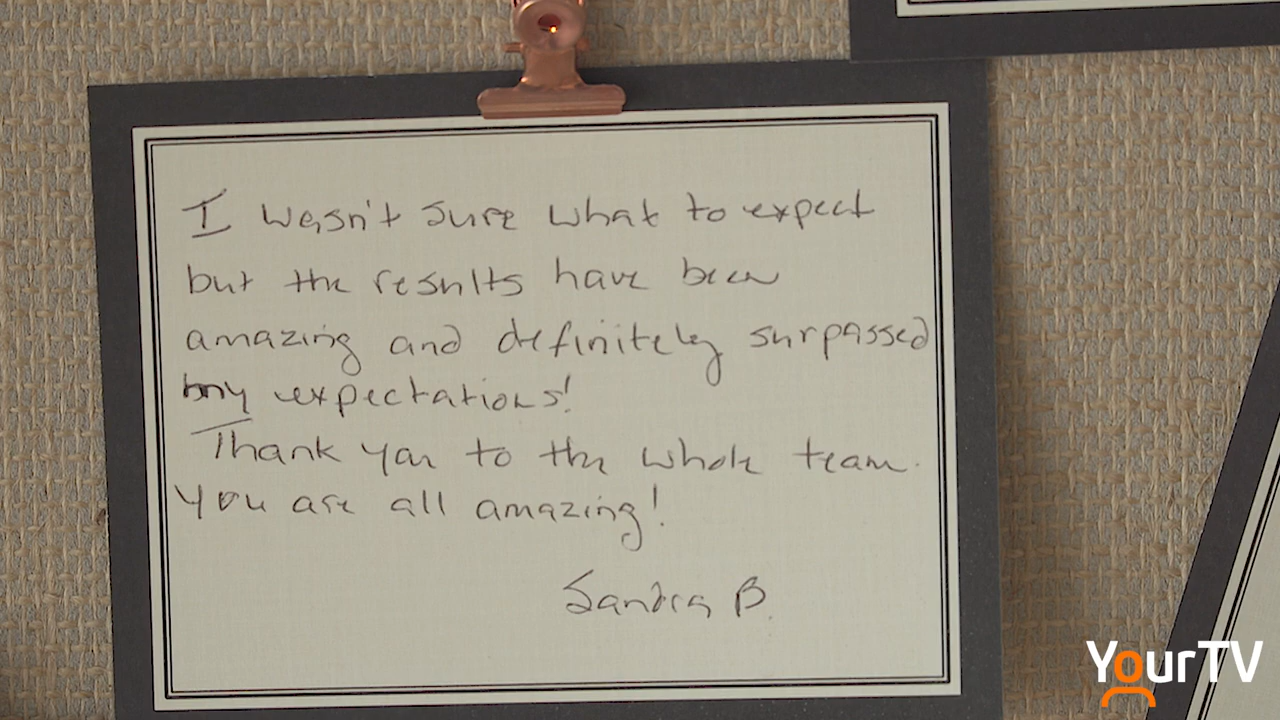 I wasn't sure what to expect
but the results have been
amazing and definitely surpassed
my expectations!
Thank you to the whole team.
You are all amazing!
Sandra B.
YourTV